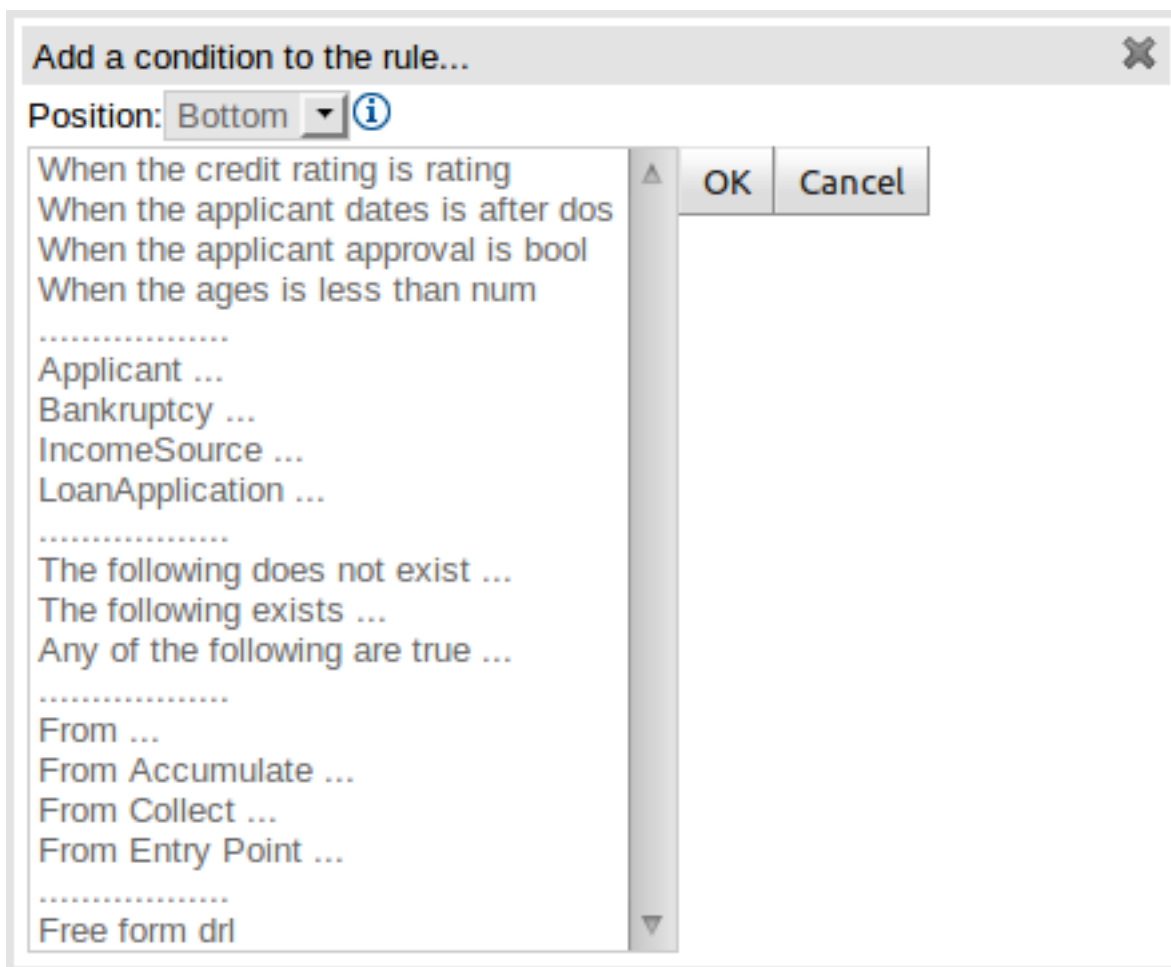 Add a condition to the rule...
Position: Bottom
When the credit rating is rating
OK Cancel
When the applicant dates is after dos
When the applicant approval is bool
When the ages is less than num
..................
Applicant ...
Bankruptcy ...
IncomeSource ...
LoanApplication ...
..................
The following does not exist ...
The following exists ...
Any of the following are true ...
..................
From ...
From Accumulate ...
From Collect ...
From Entry Point ...
..................
Free form drl